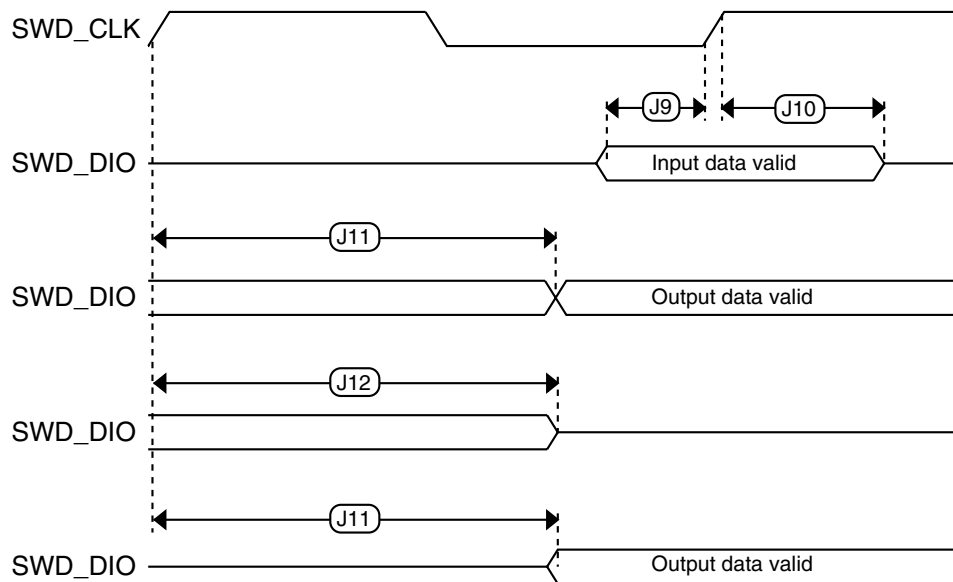 SWD_CLK
J9
J10
SWD_DIO
Input data valid
J11
SWD_DIO
Output data valid
J12
SWD_DIO
J11
SWD_DIO
Output data valid